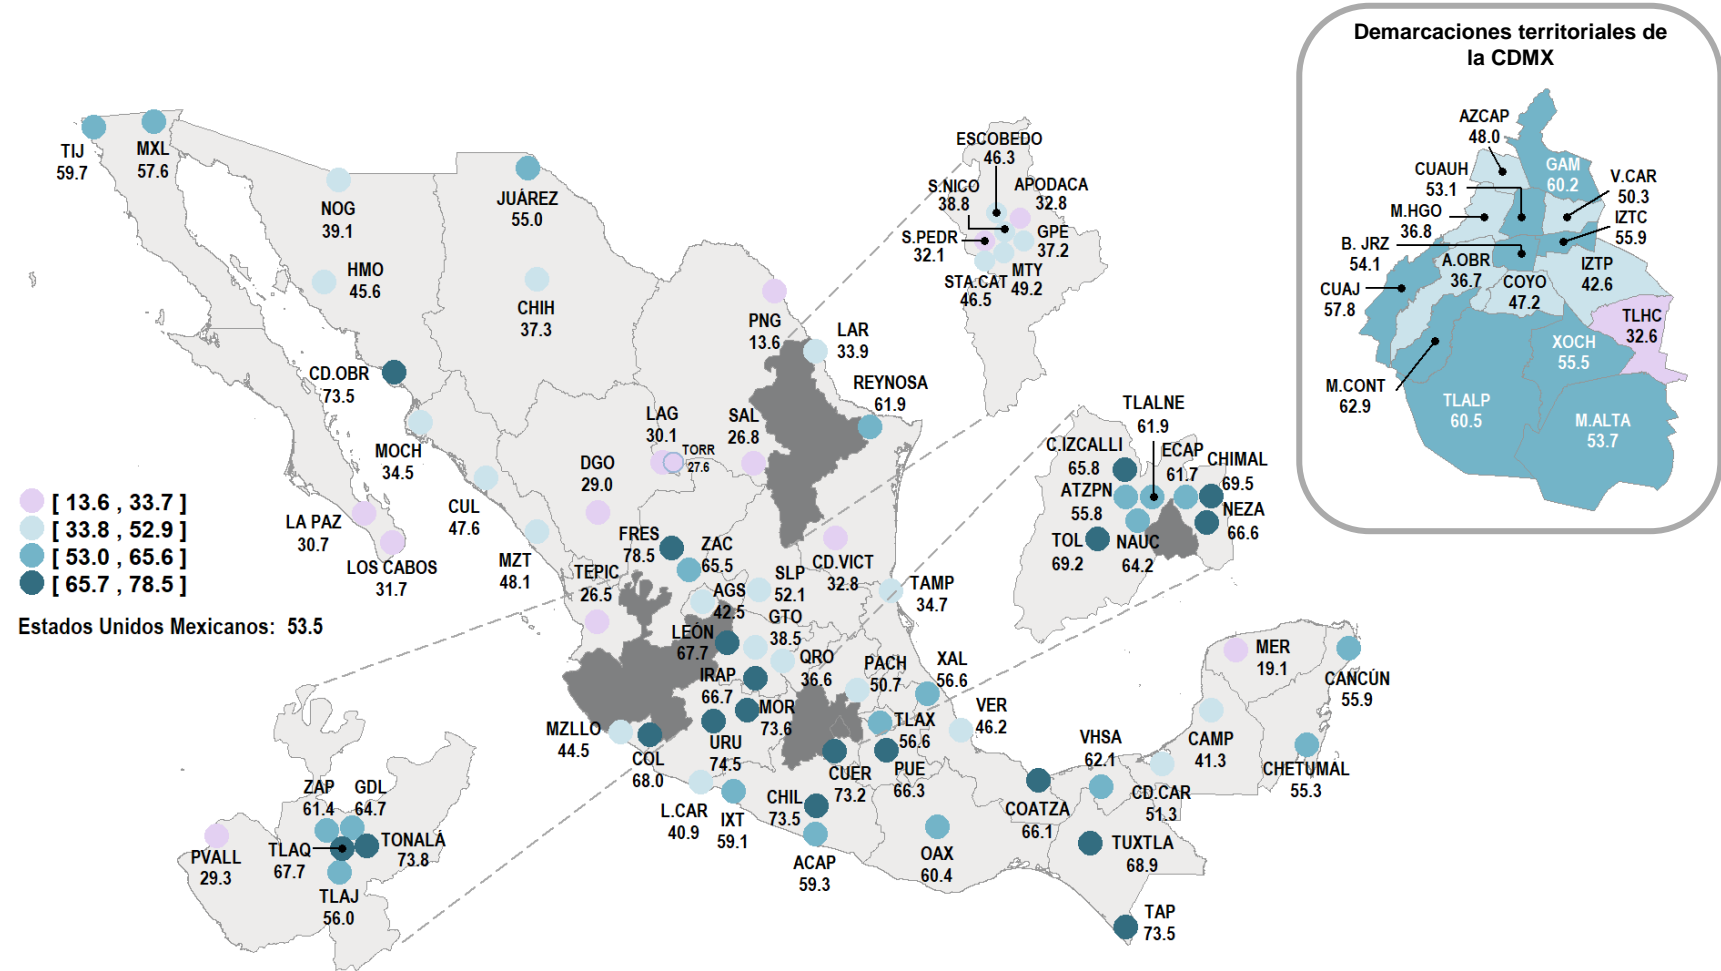 Demarcaciones territoriales de
la CDMX
AZCAP
48.0
GAM
60.2
CUAUH
53.1
V.CAR
50.3
M.HGO
36.8
IZTC
55.9
B. JRZ
54.1
A.OBR
36.7
IZTP
42.6
COYO
47.2
CUAJ
57.8
TLHC
32.6
XOCH
55.5
M.CONT
62.9
TLALP
60.5
M.ALTA
53.7
TIJ
59.7
MXL
57.6
NOG
39.1
JUÁREZ
55.0
HMO
45.6
CHIH
37.3
CD.OBR
73.5
MOCH
34.5
PNG
13.6
LAR
33.9
REYNOSA
61.9
LAG
30.1
TORR
27.6
SAL
26.8
DGO
29.0
CUL
47.6
LA PAZ
30.7
LOS CABOS
31.7
MZT
48.1
FRES
78.5
ZAC
65.5
CD.VICT
32.8
TEPIC
26.5
SLP
52.1
TAMP
34.7
AGS
42.5
GTO
38.5
LEÓN
67.7
QRO
36.6
PACH
50.7
XAL
56.6
IRAP
66.7
MOR
73.6
MZLLO
44.5
COL
68.0
URU
74.5
TLAX
56.6
VER
46.2
CUER
73.2
PUE
66.3
L.CAR
40.9
IXT
59.1
CHIL
73.5
ACAP
59.3
OAX
60.4
COATZA
66.1
VHSA
62.1
CD.CAR
51.3
CAMP
41.3
MER
19.1
CANCÚN
55.9
CHETUMAL
55.3
TUXTLA
68.9
TAP
73.5
ESCOBEDO
46.3
S.NICO
38.8
APODACA
32.8
S.PEDR
32.1
GPE
37.2
STA.CAT
46.5
MTY
49.2
TLALNE
61.9
C.IZCALLI
65.8
ECAP
61.7
CHIMAL
69.5
ATZPN
55.8
NEZA
66.6
TOL
69.2
NAUC
64.2
ZAP
61.4
GDL
64.7
TONALÁ
73.8
PVALL
29.3
TLAQ
67.7
TLAJ
56.0
[ 13.6 , 33.7 ]
[ 33.8 , 52.9 ]
[ 53.0 , 65.6 ]
[ 65.7 , 78.5 ]
Estados Unidos Mexicanos: 53.5